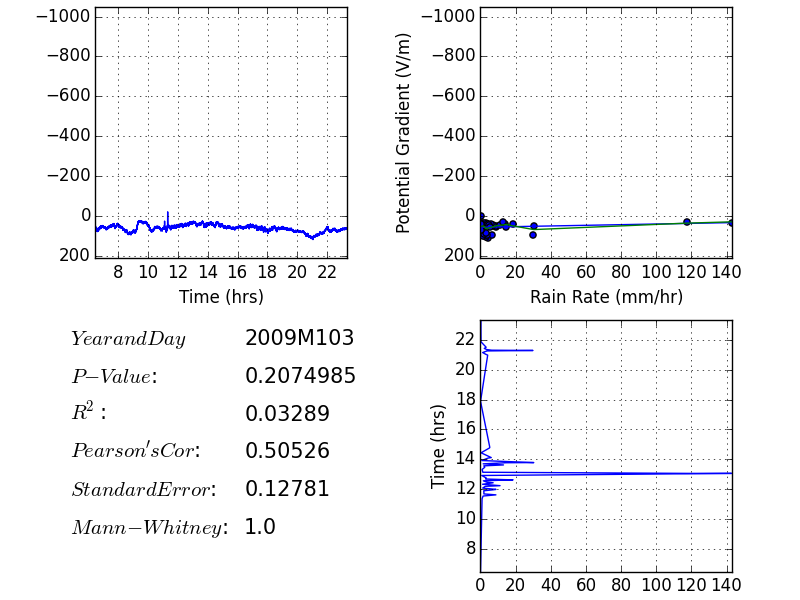 −1000
−800
−600
−400
−200
0
200
8 10 12 14 16 18 20 22
Time (hrs)
Potential Gradient (V/m)
−1000
−800
−600
−400
−200
0
200
0 20 40 60 80 100 120 140
Rain Rate (mm/hr)
YearandDay 2009M103
P−Value: 0.2074985
R²: 0.03289
Pearson'sCor: 0.50526
StandardError: 0.12781
Mann−Whitney: 1.0
Time (hrs)
22
20
18
16
14
12
10
8
0 20 40 60 80 100 120 140